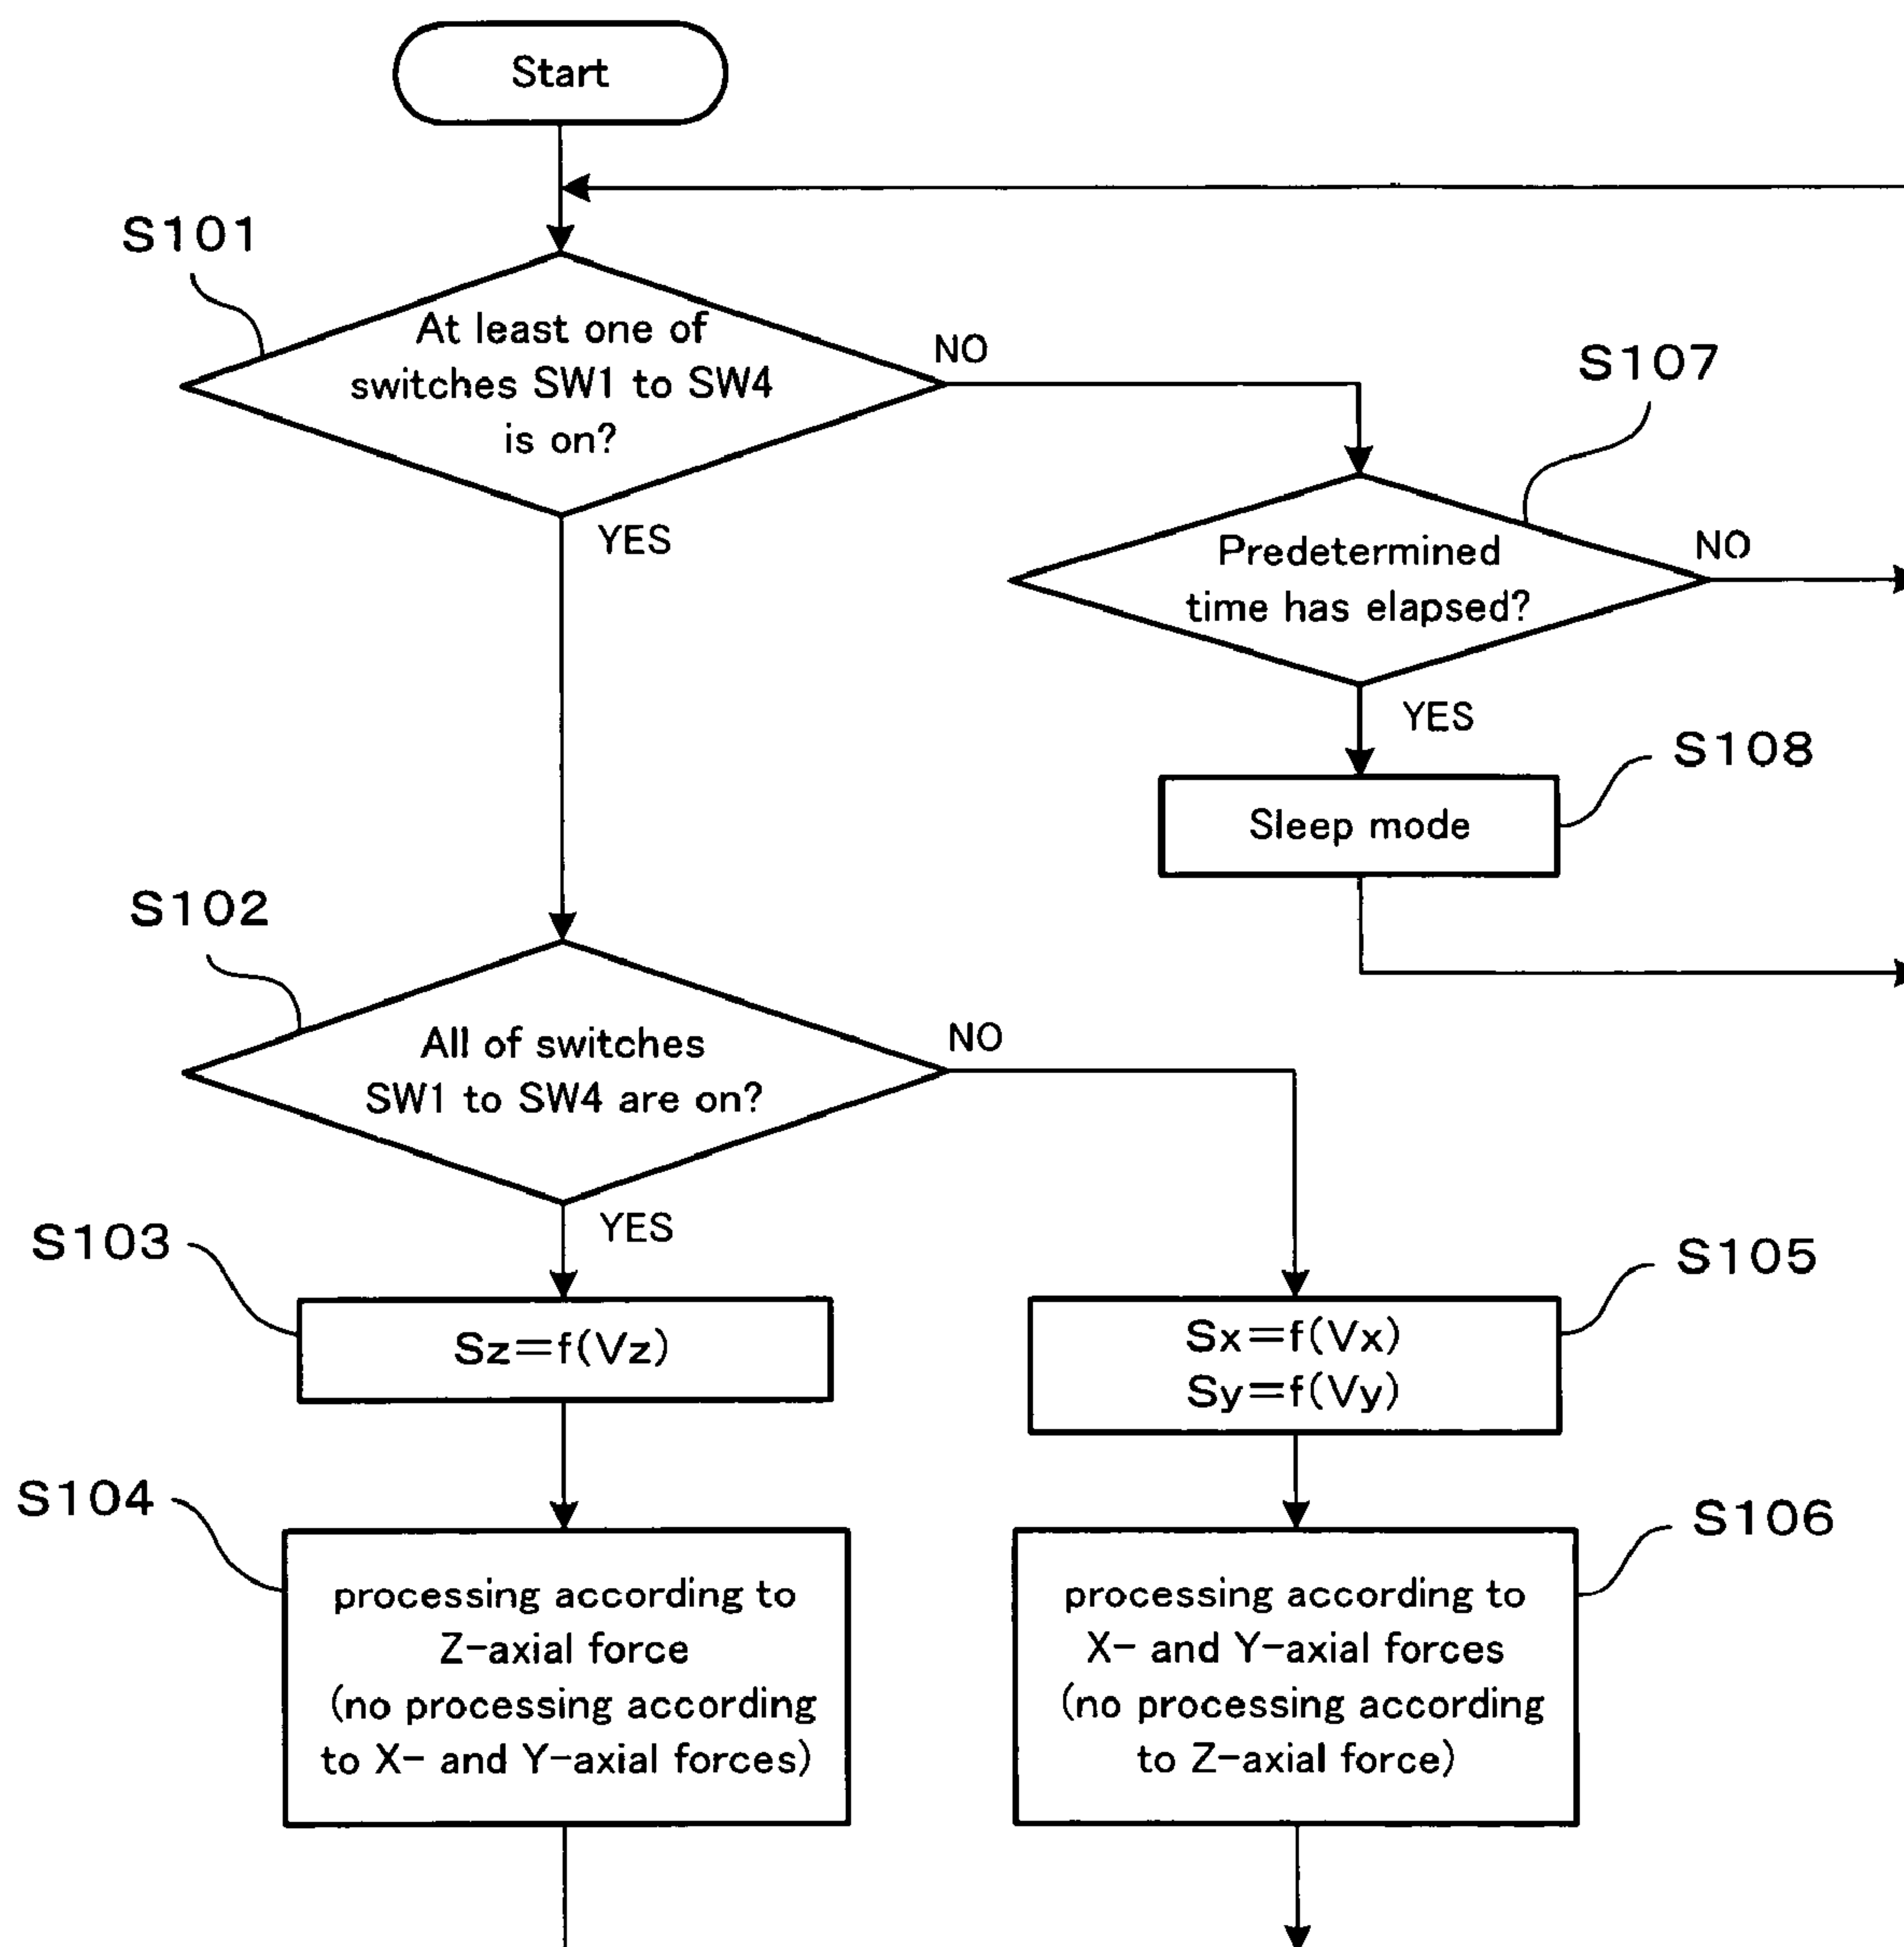 Start
S101
At least one of
switches SW1 to SW4
is on?
NO
YES
S107
Predetermined
time has elapsed?
NO
YES
S108
Sleep mode
S102
All of switches
SW1 to SW4 are on?
NO
YES
S103
Sz=f(Vz)
S105
Sx=f(Vx)
Sy=f(Vy)
S104
processing according to
Z-axial force
(no processing according
to X- and Y-axial forces)
S106
processing according to
X- and Y-axial forces
(no processing according
to Z-axial force)